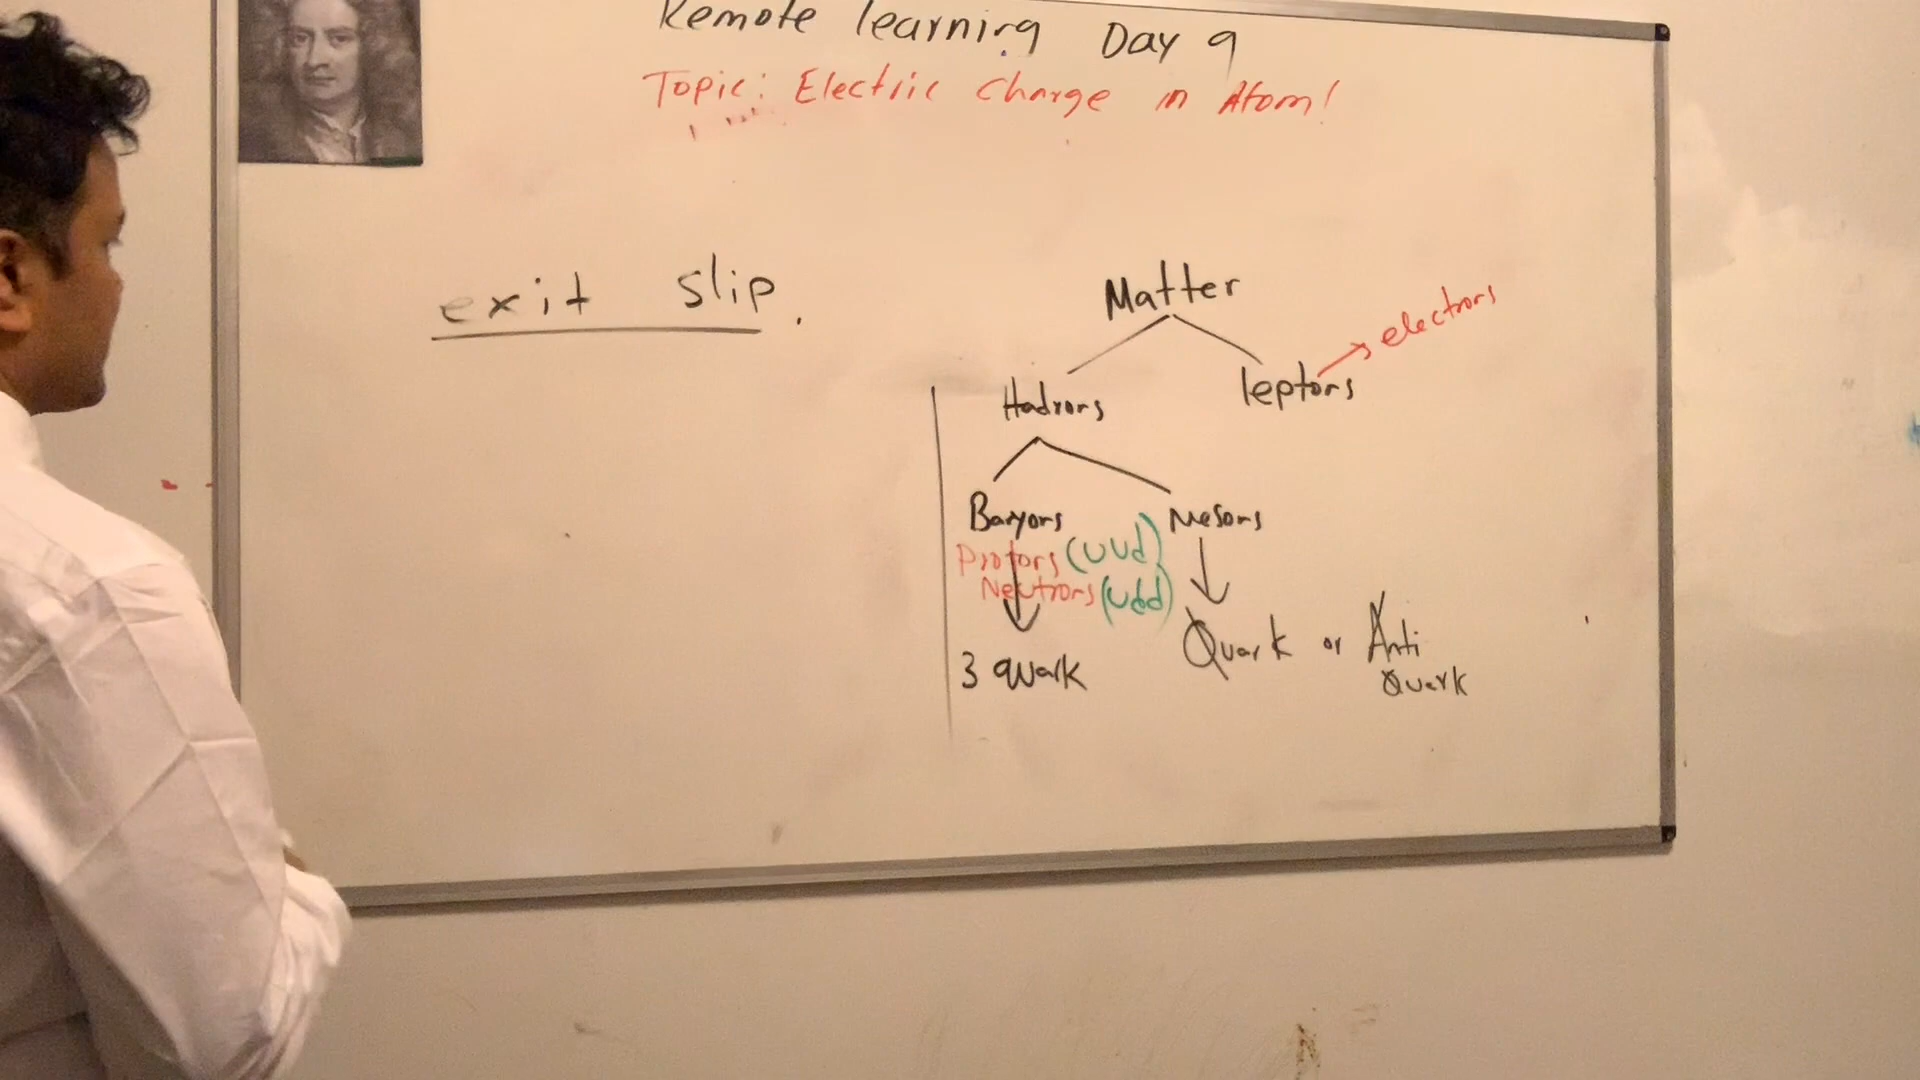 Remote learning Day 9
Topic: Electric charge in Atom!
exit slip.
Matter
electrons
Hadrons
leptons
Baryons
Mesons
Protons (uud)
Neutrons (udd)
3 quark
Quark or Anti
Quark